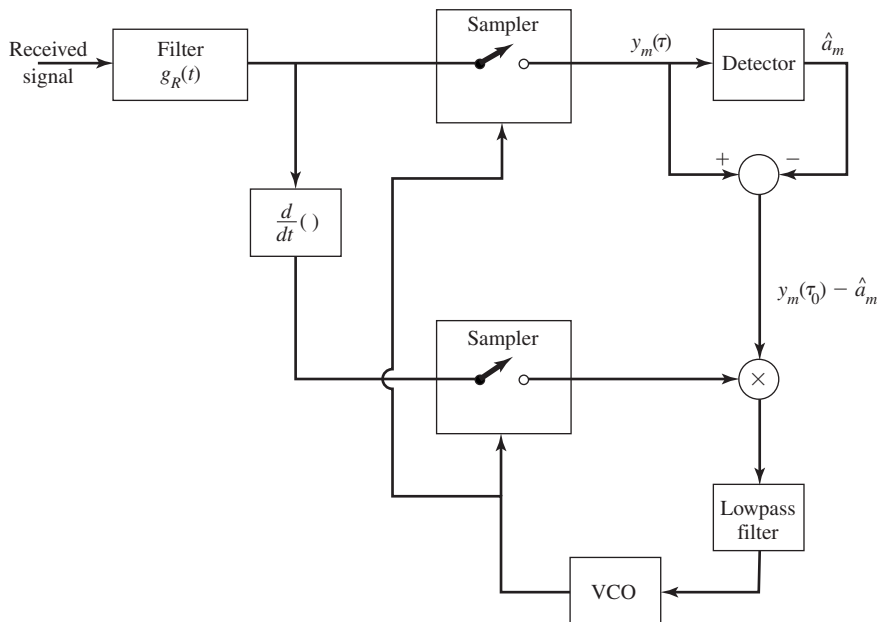 Received
signal
Filter
g_R(t)
Sampler
y_m(τ)
Detector
â_m
+
−
d/dt ( )
y_m(τ_0) − â_m
Sampler
×
Lowpass
filter
VCO